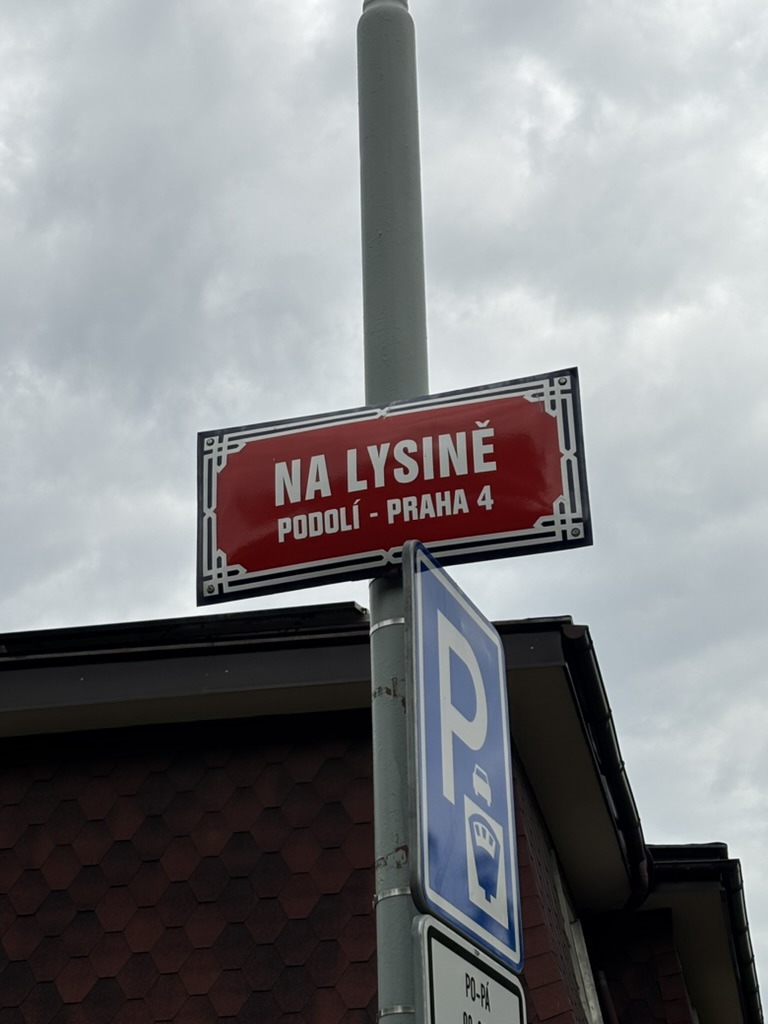 NA LYSINĚ
PODOLÍ - PRAHA 4
P
PO-PÁ